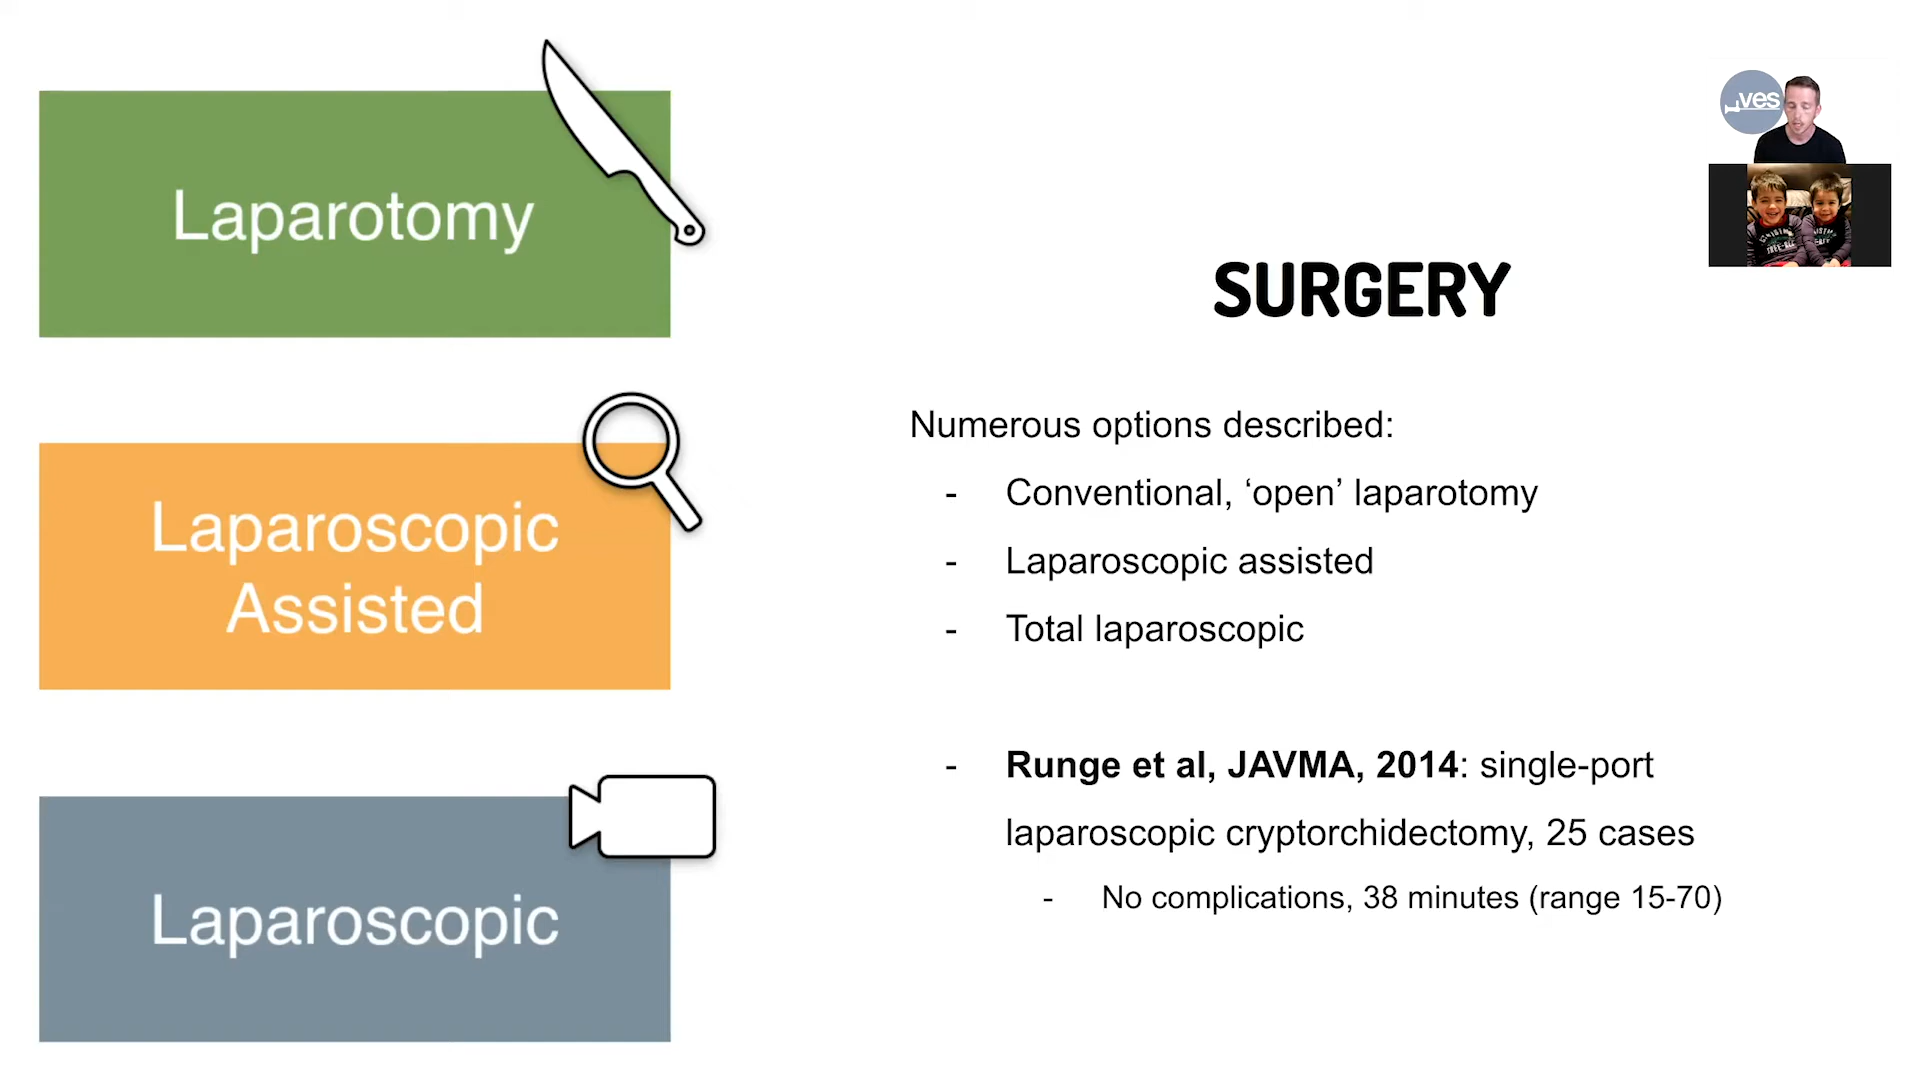 Laparotomy
Laparoscopic
Assisted
Laparoscopic
ves
SURGERY
Numerous options described:
- Conventional, ‘open’ laparotomy
- Laparoscopic assisted
- Total laparoscopic
- Runge et al, JAVMA, 2014: single-port
laparoscopic cryptorchidectomy, 25 cases
- No complications, 38 minutes (range 15-70)